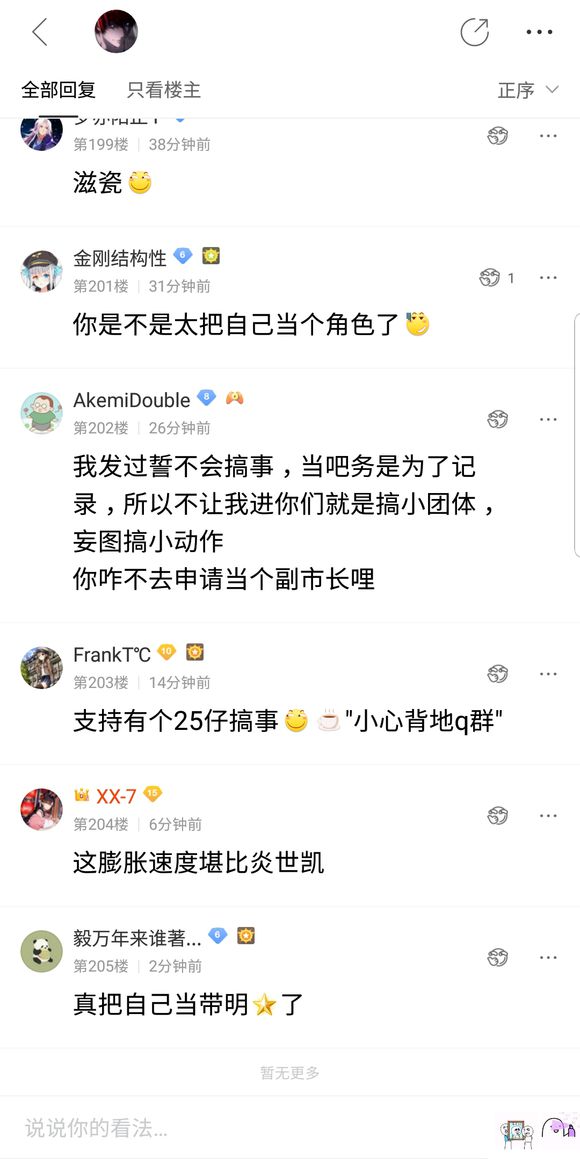 全部回复 只看楼主 正序
第199楼 38分钟前
滋瓷
金刚结构性 6
第201楼 31分钟前 1
你是不是太把自己当个角色了
AkemiDouble 8
第202楼 26分钟前
我发过誓不会搞事，当吧务是为了记
录，所以不让我进你们就是搞小团体，
妄图搞小动作
你咋不去申请当个副市长哩
FrankT℃ 10
第203楼 14分钟前
支持有个25仔搞事 "小心背地q群"
XX-7 15
第204楼 6分钟前
这膨胀速度堪比炎世凯
毅万年来谁著... 6
第205楼 2分钟前
真把自己当带明 了
暂无更多
说说你的看法...